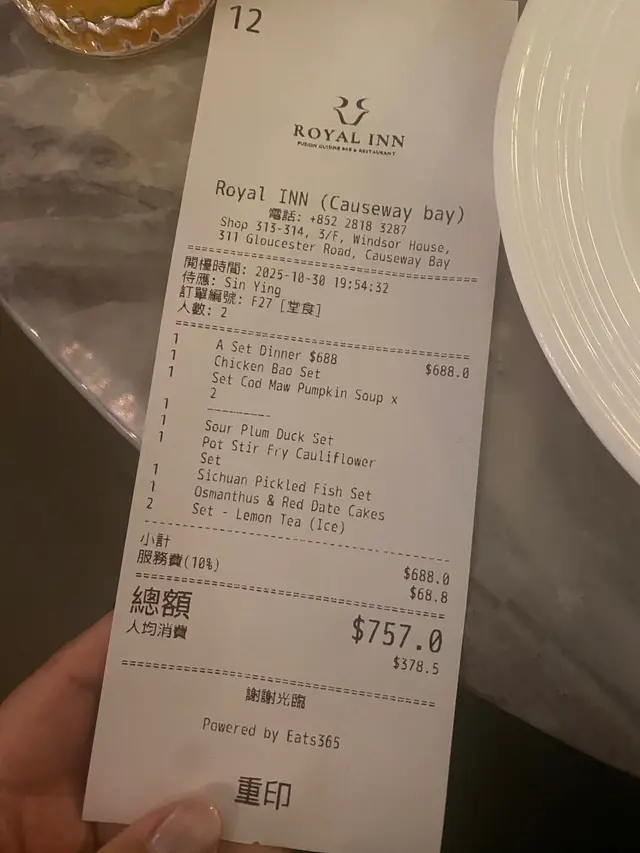 12
ROYAL INN
FUSION CUISINE BAR & RESTAURANT
Royal INN (Causeway bay)
電話: +852 2818 3287
Shop 313-314, 3/F, Windsor House,
311 Gloucester Road, Causeway Bay
開檯時間: 2025-10-30 19:54:32
侍應: Sin Ying
訂單編號: F27 [堂食]
人數: 2
1 A Set Dinner $688 $688.0
1 Chicken Bao Set
1 Set Cod Maw Pumpkin Soup x
2
----------
1 Sour Plum Duck Set
1 Pot Stir Fry Cauliflower
Set
1 Sichuan Pickled Fish Set
1 Osmanthus & Red Date Cakes
2 Set - Lemon Tea (Ice)
小計 $688.0
服務費(10%) $68.8
總額 $757.0
人均消費 $378.5
謝謝光臨
Powered by Eats365
重印